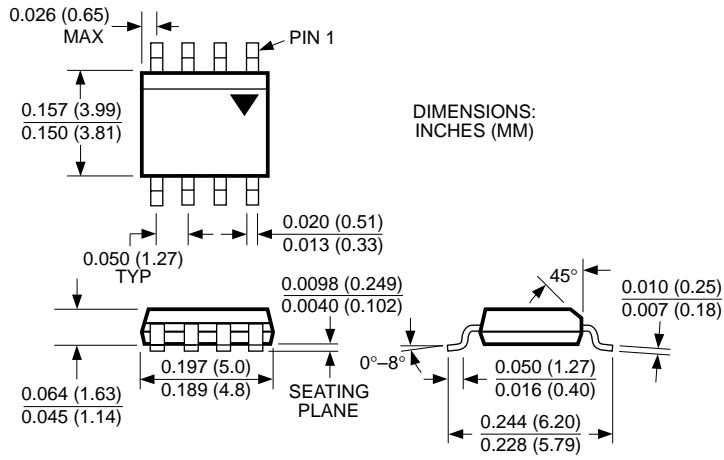 0.026 (0.65)
MAX
PIN 1
0.157 (3.99)
0.150 (3.81)
DIMENSIONS:
INCHES (MM)
0.050 (1.27)
TYP
0.020 (0.51)
0.013 (0.33)
0.0098 (0.249)
0.0040 (0.102)
45°
0.010 (0.25)
0.007 (0.18)
0°–8°
0.064 (1.63)
0.045 (1.14)
0.197 (5.0)
0.189 (4.8)
SEATING
PLANE
0.050 (1.27)
0.016 (0.40)
0.244 (6.20)
0.228 (5.79)